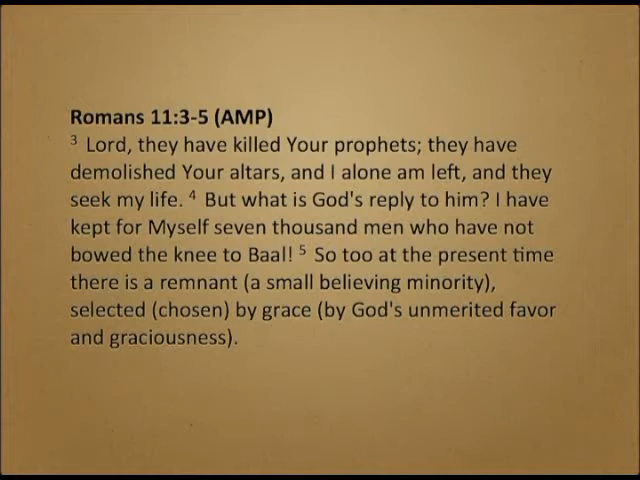 Romans 11:3-5 (AMP)
³ Lord, they have killed Your prophets; they have
demolished Your altars, and I alone am left, and they
seek my life. ⁴ But what is God's reply to him? I have
kept for Myself seven thousand men who have not
bowed the knee to Baal! ⁵ So too at the present time
there is a remnant (a small believing minority),
selected (chosen) by grace (by God's unmerited favor
and graciousness).